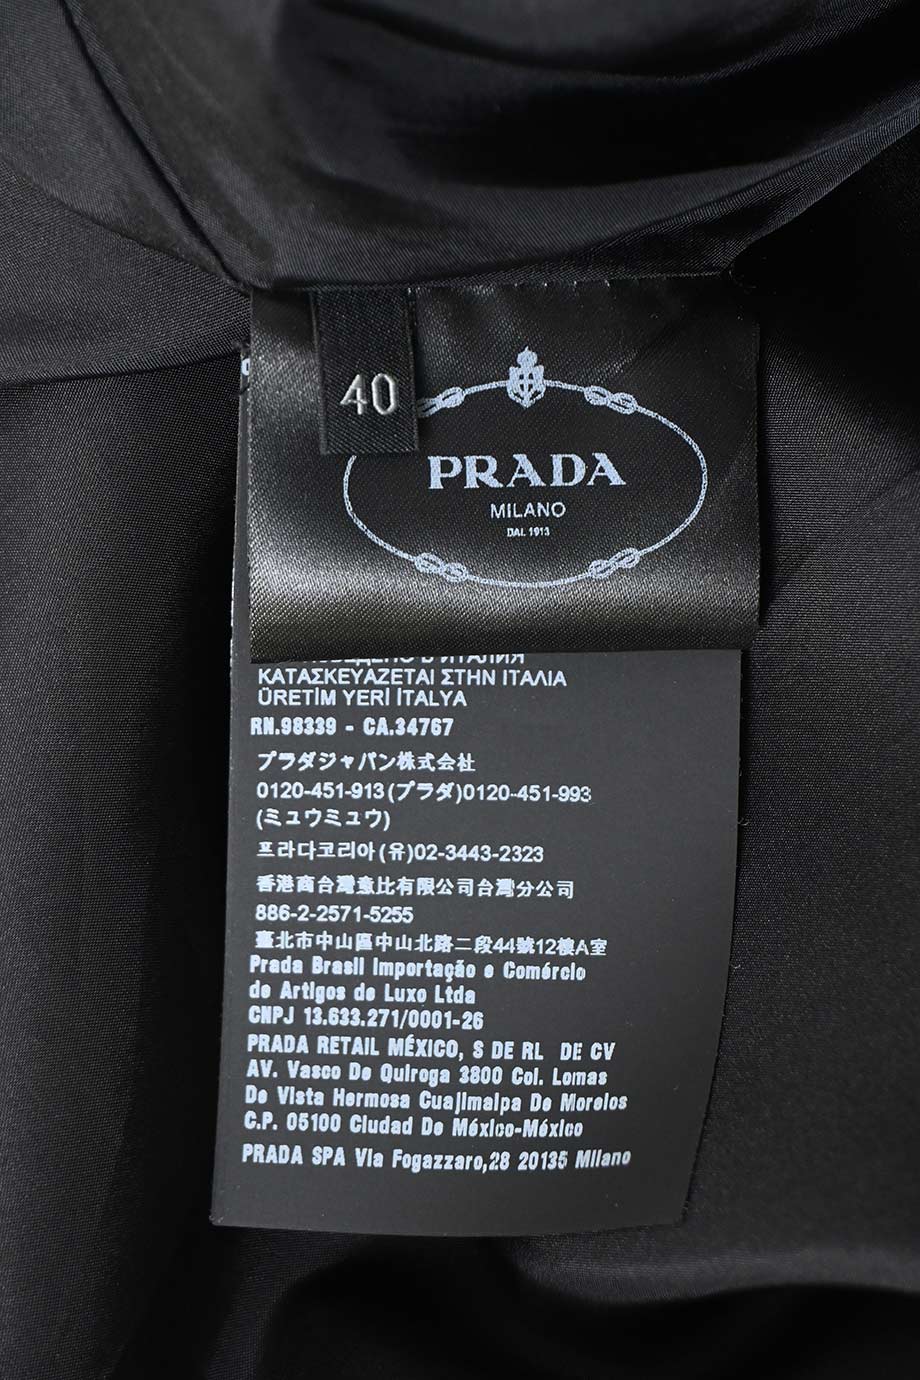 40
PRADA
MILANO
DAL 1913
ΚΑΤΑΣΚΕΥΑΖΕΤΑΙ ΣΤΗΝ ΙΤΑΛΙΑ
ÜRETİM YERİ İTALYA
RN.98339 - CA.34767
プラダジャパン株式会社
0120-451-913(プラダ)0120-451-993
(ミュウミュウ)
프라다코리아(유)02-3443-2323
香港商台灣意比有限公司台灣分公司
886-2-2571-5255
臺北市中山區中山北路二段44號12樓A室
Prada Brasil Importação e Comércio
de Artigos de Luxo Ltda
CNPJ 13.633.271/0001-26
PRADA RETAIL MÉXICO, S DE RL DE CV
AV. Vasco De Quiroga 3800 Col. Lomas
De Vista Hermosa Cuajimalpa De Morelos
C.P. 05100 Ciudad De México-México
PRADA SPA Via Fogazzaro,28 20135 Milano